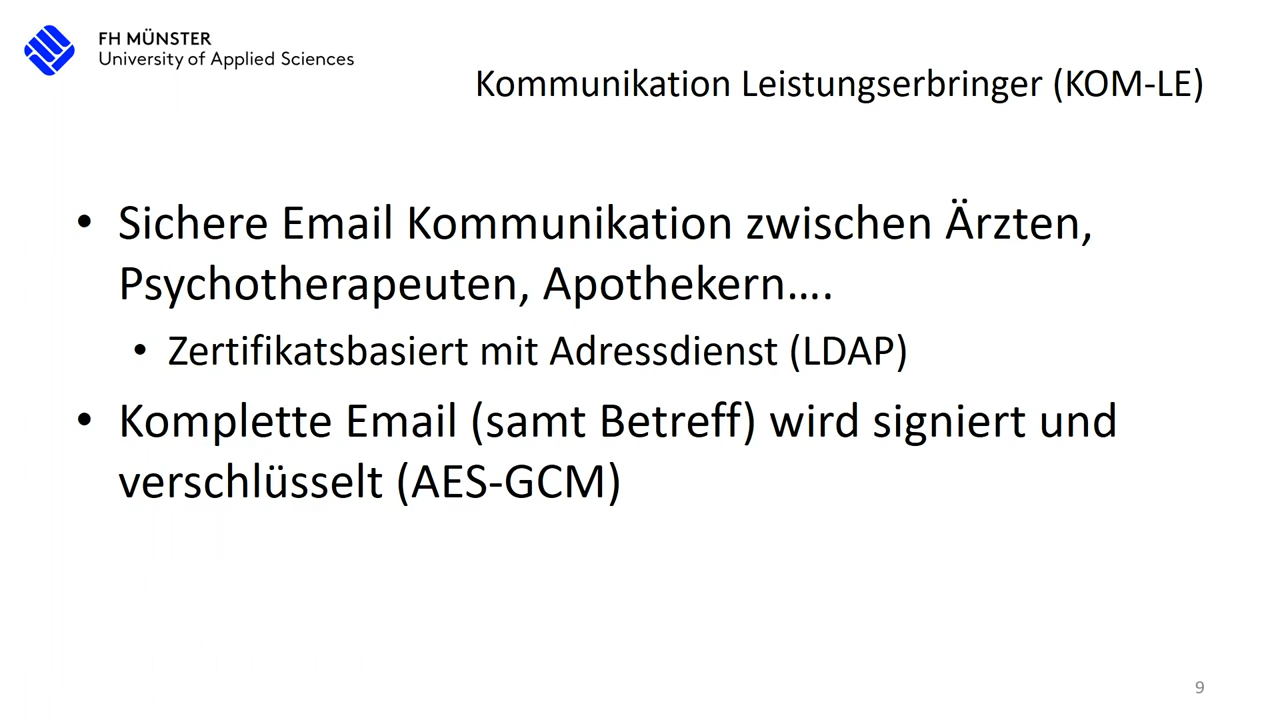 FH MÜNSTER
University of Applied Sciences
Kommunikation Leistungserbringer (KOM-LE)
• Sichere Email Kommunikation zwischen Ärzten,
Psychotherapeuten, Apothekern....
• Zertifikatsbasiert mit Adressdienst (LDAP)
• Komplette Email (samt Betreff) wird signiert und
verschlüsselt (AES-GCM)
9